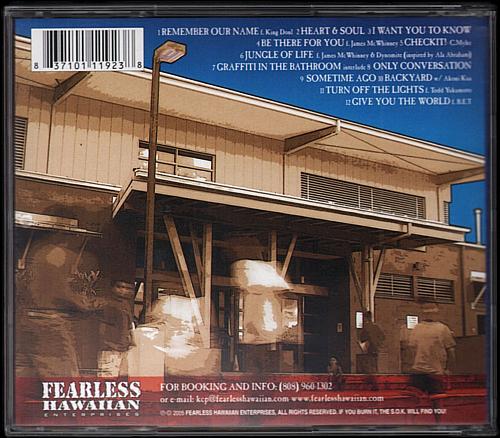 1 REMEMBER OUR NAME f. King Doul 2 HEART & SOUL 3 I WANT YOU TO KNOW
4 BE THERE FOR YOU f. James McWhinney 5 CHECKIT! C.Myke
6 JUNGLE OF LIFE f. James McWhinney & Dynomite (inspired by Ala Abrahani)
7 GRAFFITI IN THE BATHROOM interlude 8 ONLY CONVERSATION
9 SOMETIME AGO 10 BACKYARD w/ Akoni Kua
11 TURN OFF THE LIGHTS f. Todd Yukumoto
12 GIVE YOU THE WORLD f. B.E.T
8 37101 11923 8
FEARLESS
HAWAIIAN
ENTERPRISES
FOR BOOKING AND INFO: (808) 960-1302
or e-mail: kcp@fearlesshawaiian.com www.fearlesshawaiian.com
℗ © 2005 FEARLESS HAWAIIAN ENTERPRISES, ALL RIGHTS RESERVED. IF YOU BURN IT, THE S.O.K. WILL FIND YOU!